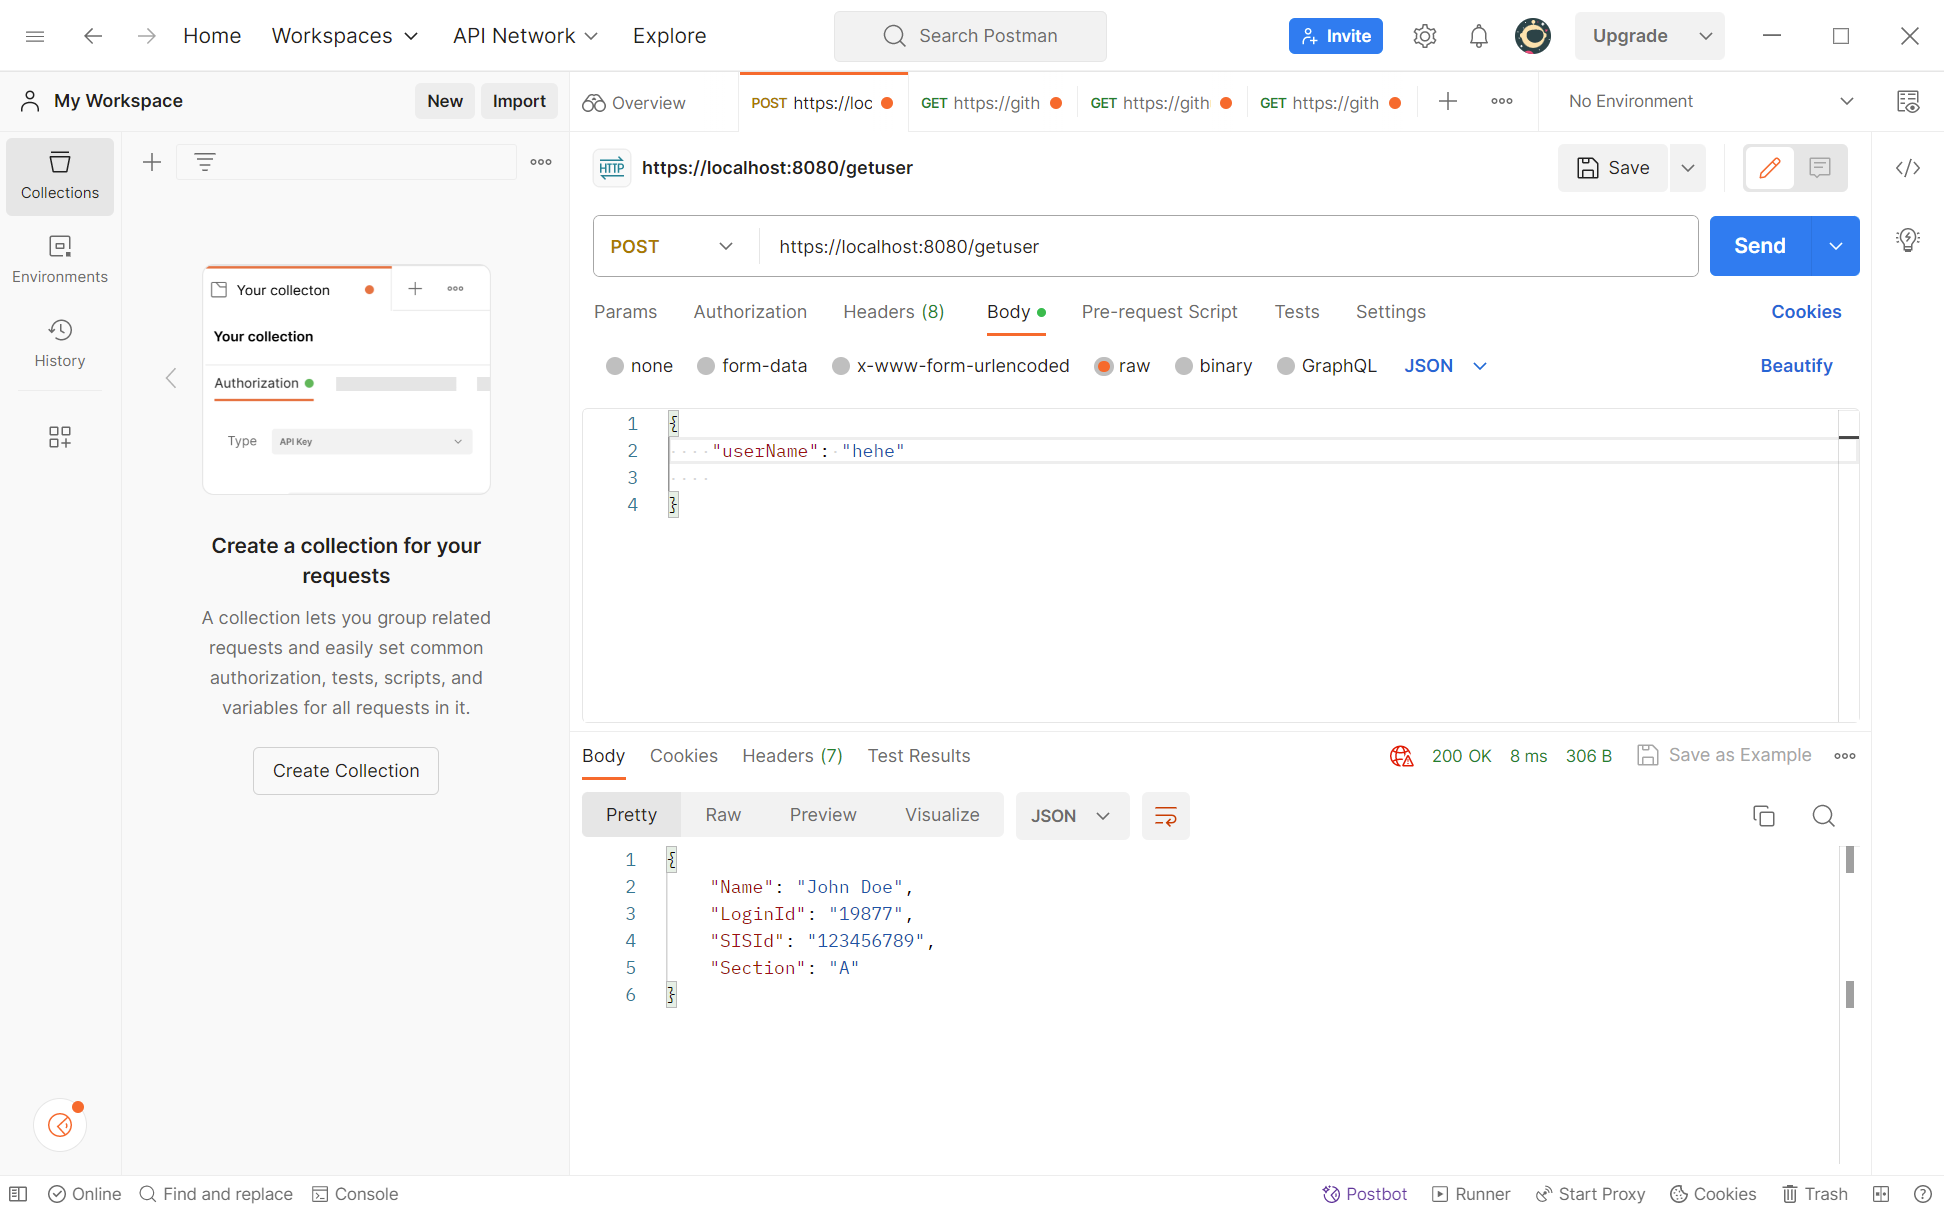 Home Workspaces API Network Explore Search Postman Invite Upgrade
My Workspace New Import Overview POST https://loc GET https://gith GET https://gith GET https://gith No Environment
Collections
Environments
History
Your collecton
Your collection
Authorization
Type API Key
Create a collection for your
requests
A collection lets you group related
requests and easily set common
authorization, tests, scripts, and
variables for all requests in it.
Create Collection
HTTP https://localhost:8080/getuser Save
POST https://localhost:8080/getuser Send
Params Authorization Headers (8) Body Pre-request Script Tests Settings Cookies
none form-data x-www-form-urlencoded raw binary GraphQL JSON Beautify
1 {
2 "userName": "hehe"
3
4 }
Body Cookies Headers (7) Test Results 200 OK 8 ms 306 B Save as Example
Pretty Raw Preview Visualize JSON
1 {
2 "Name": "John Doe",
3 "LoginId": "19877",
4 "SISId": "123456789",
5 "Section": "A"
6 }
Online Find and replace Console Postbot Runner Start Proxy Cookies Trash